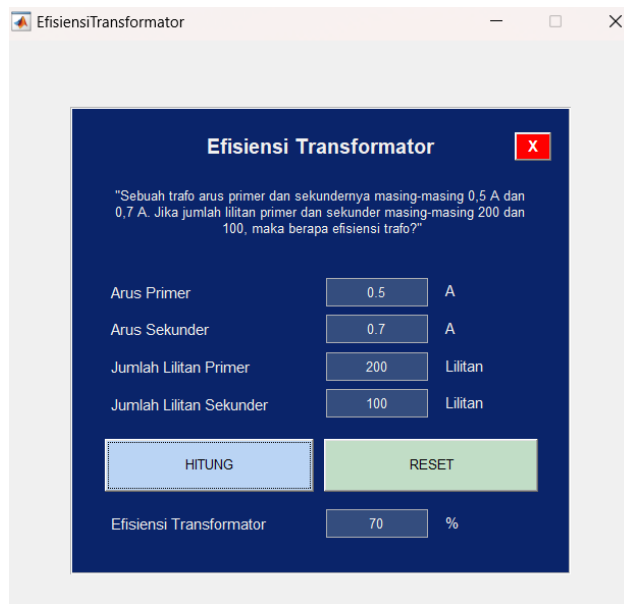 EfisiensiTransformator
Efisiensi Transformator
X
"Sebuah trafo arus primer dan sekundernya masing-masing 0,5 A dan
0,7 A. Jika jumlah lilitan primer dan sekunder masing-masing 200 dan
100, maka berapa efisiensi trafo?"
Arus Primer 0.5 A
Arus Sekunder 0.7 A
Jumlah Lilitan Primer 200 Lilitan
Jumlah Lilitan Sekunder 100 Lilitan
HITUNG RESET
Efisiensi Transformator 70 %